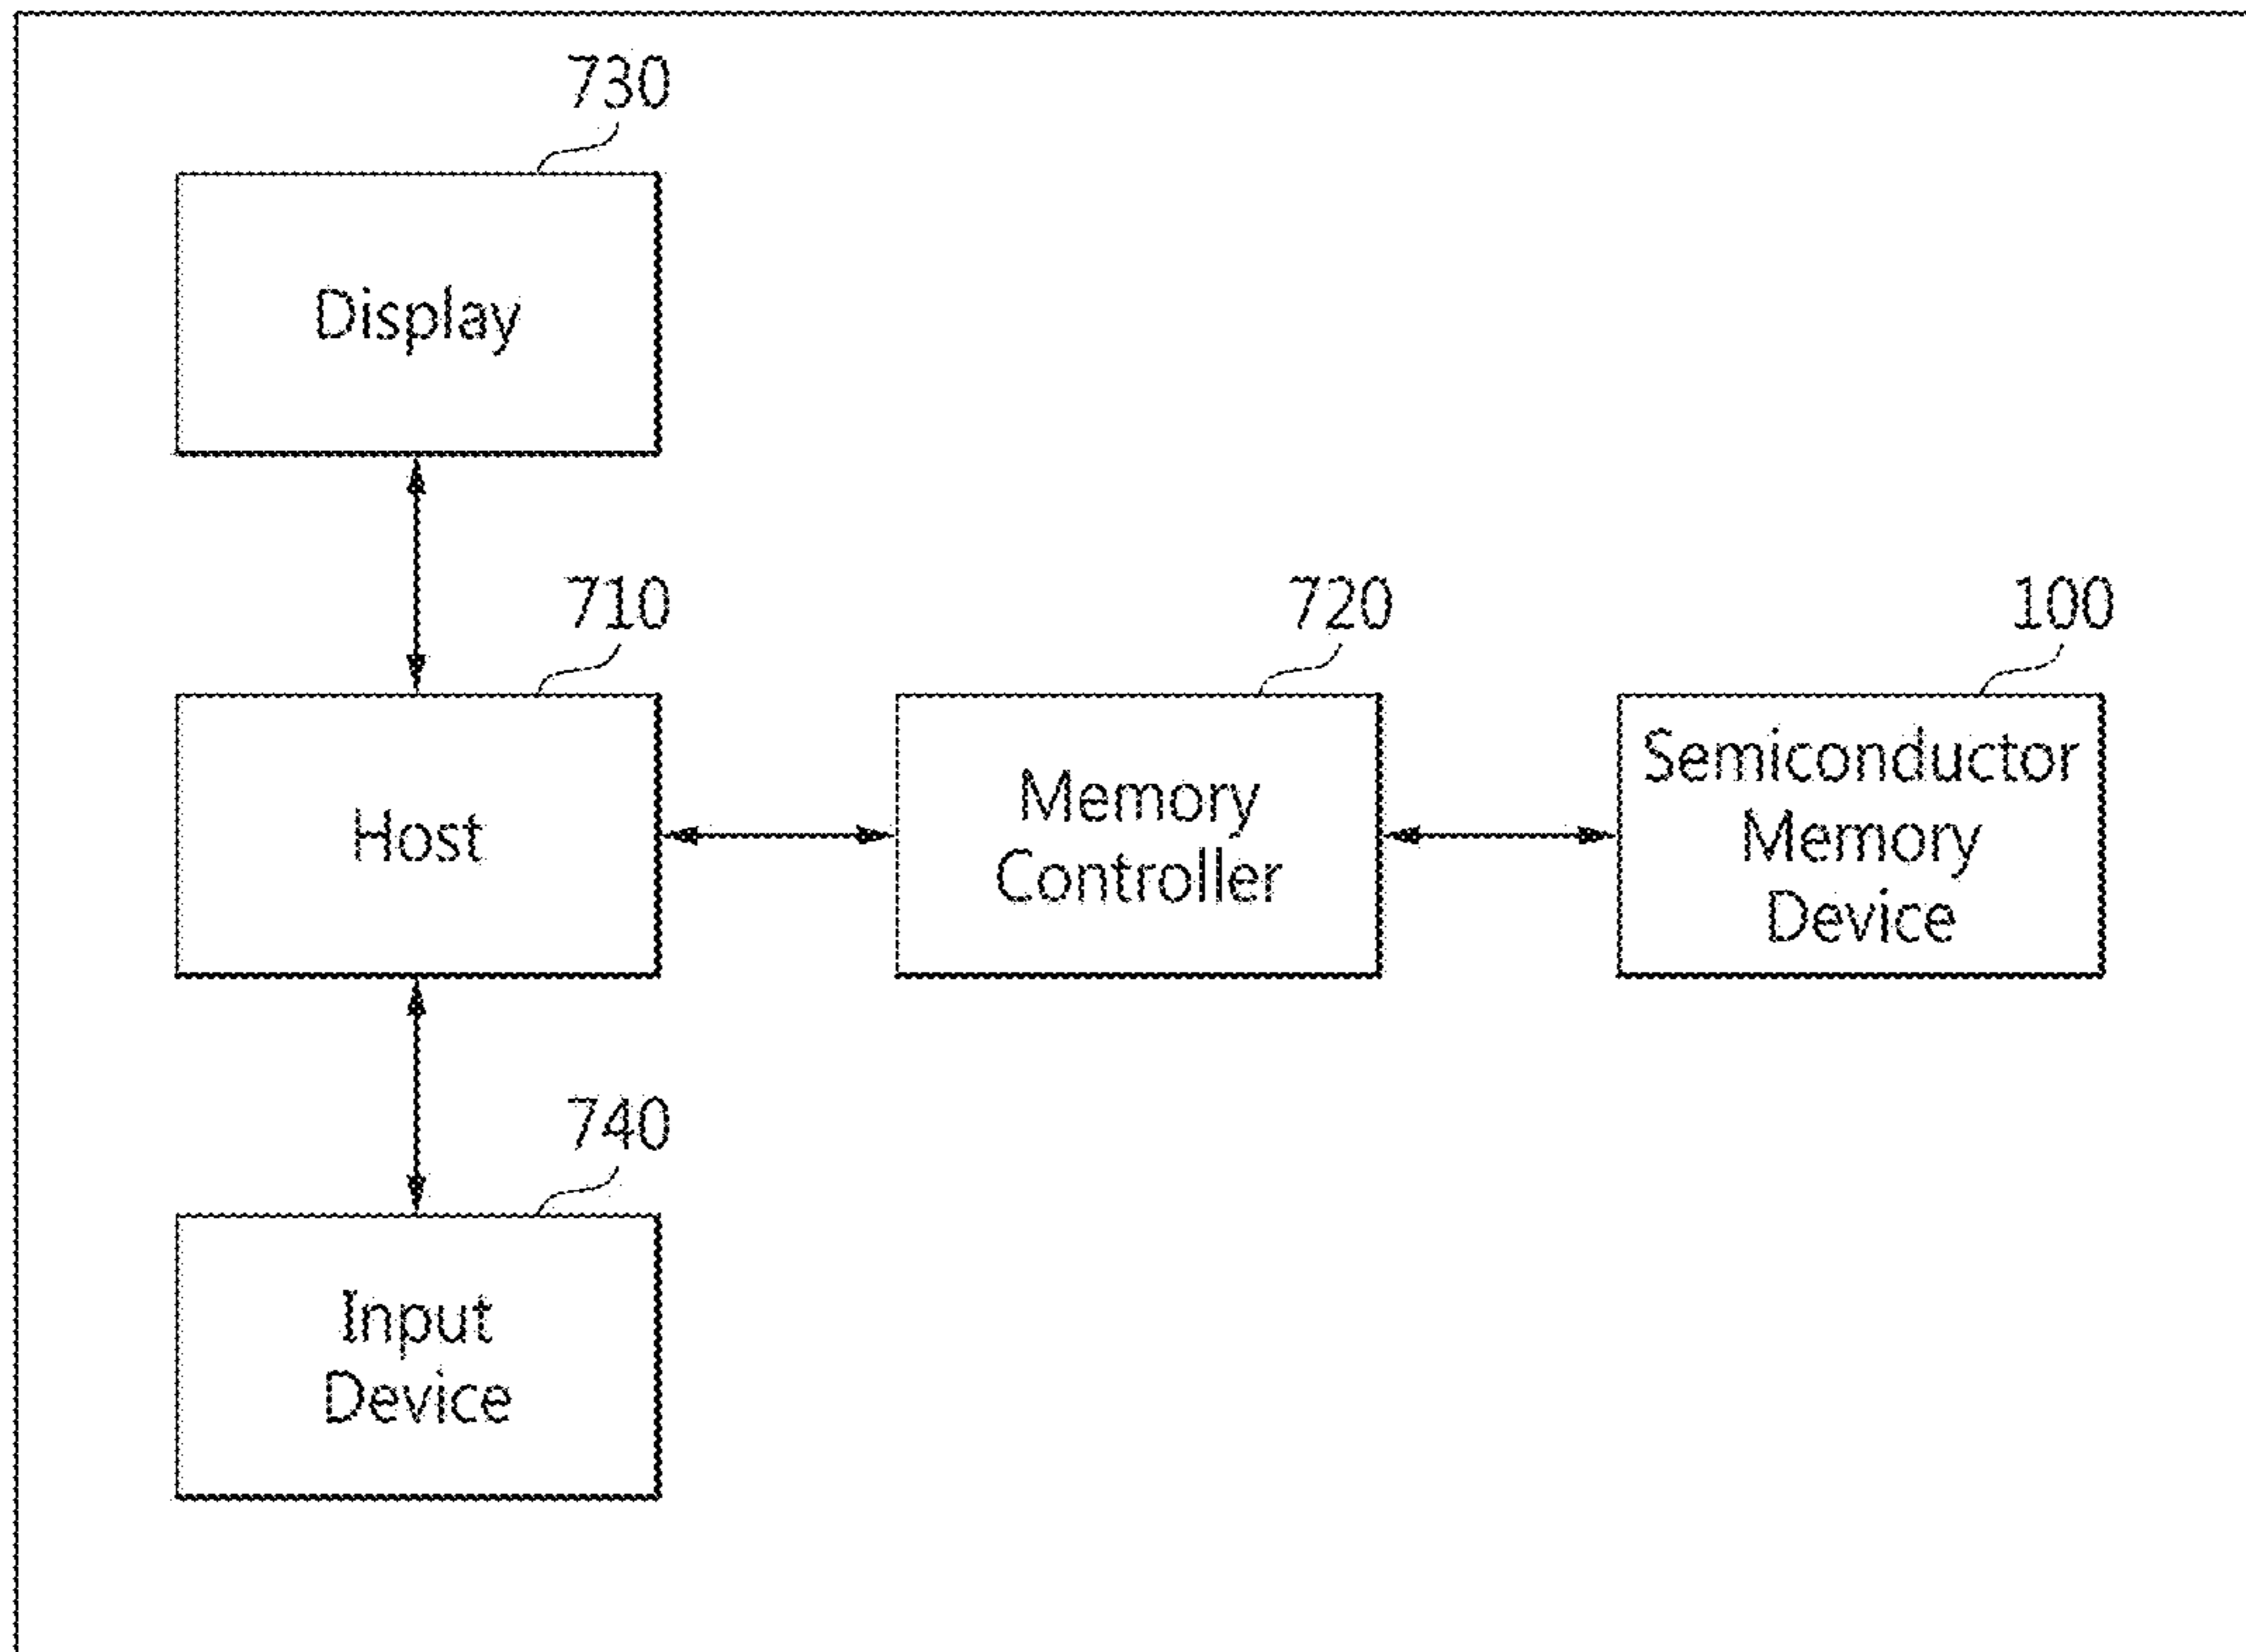 730
Display
710
720
100
Host
Memory
Controller
Semiconductor
Memory
Device
740
Input
Device